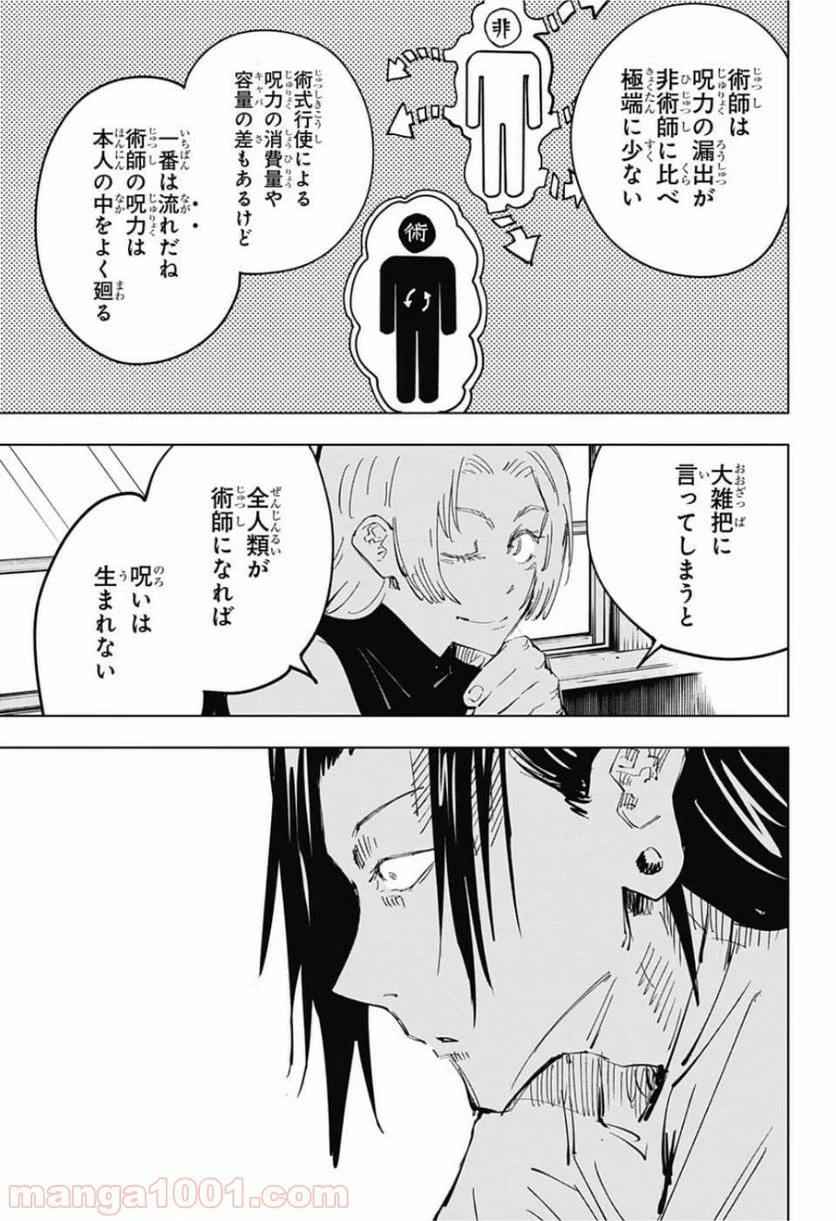 術師は
呪力の漏出が
非術師に比べ
極端に少ない
非
術式行使による
呪力の消費量や
容量の差もあるけど
一番は流れだね
術師の呪力は
本人の中をよく廻る
術
大雑把に
言ってしまうと
全人類が
術師になれば
呪いは
生まれない
manga1001.com